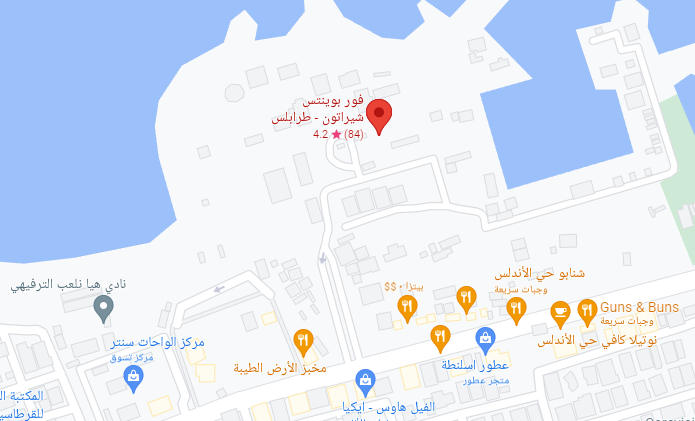 فور بوينتس
شيراتون - طرابلس
4.2 (84)
شنابو حي الأندلس
وجبات سريعة
نادي هيا نلعب الترفيهي
بيتزا • $$
Guns & Buns
وجبات سريعة
نوتيلا كافي حي الأندلس
مركز الواحات سنتر
مركز تسوق
مخبز الأرض الطيبة
عطور اسلنطة
متجر عطور
المكتبة
للقرطاسي
الفيل هاوس - ايكيا